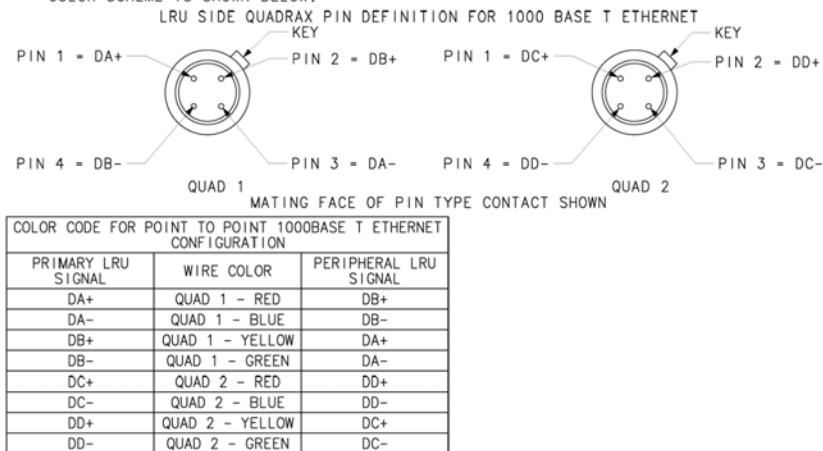 COLOR SCHEME IS SHOWN BELOW.
LRU SIDE QUADRAX PIN DEFINITION FOR 1000 BASE T ETHERNET
KEY
PIN 1 = DA+
PIN 2 = DB+
PIN 4 = DB-
PIN 3 = DA-
QUAD 1
KEY
PIN 1 = DC+
PIN 2 = DD+
PIN 4 = DD-
PIN 3 = DC-
QUAD 2
MATING FACE OF PIN TYPE CONTACT SHOWN
COLOR CODE FOR POINT TO POINT 1000BASE T ETHERNET
CONFIGURATION
PRIMARY LRU SIGNAL WIRE COLOR PERIPHERAL LRU SIGNAL
DA+ QUAD 1 - RED DB+
DA- QUAD 1 - BLUE DB-
DB+ QUAD 1 - YELLOW DA+
DB- QUAD 1 - GREEN DA-
DC+ QUAD 2 - RED DD+
DC- QUAD 2 - BLUE DD-
DD+ QUAD 2 - YELLOW DC+
DD- QUAD 2 - GREEN DC-